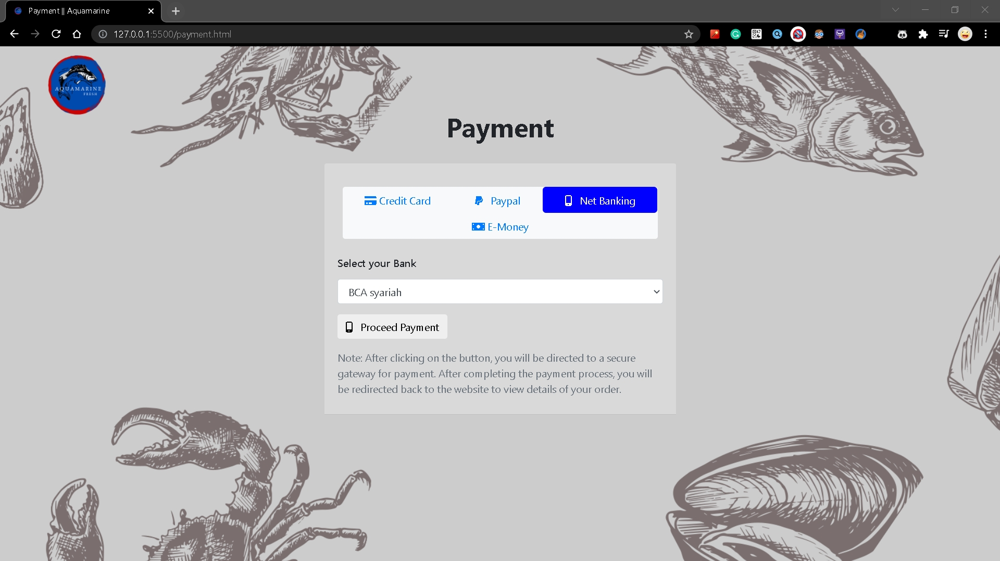 Payment || Aquamarine
127.0.0.1:5500/payment.html
AQUAMARINE
FRESH
Payment
Credit Card
Paypal
Net Banking
E-Money
Select your Bank
BCA syariah
Proceed Payment
Note: After clicking on the button, you will be directed to a secure
gateway for payment. After completing the payment process, you will
be redirected back to the website to view details of your order.